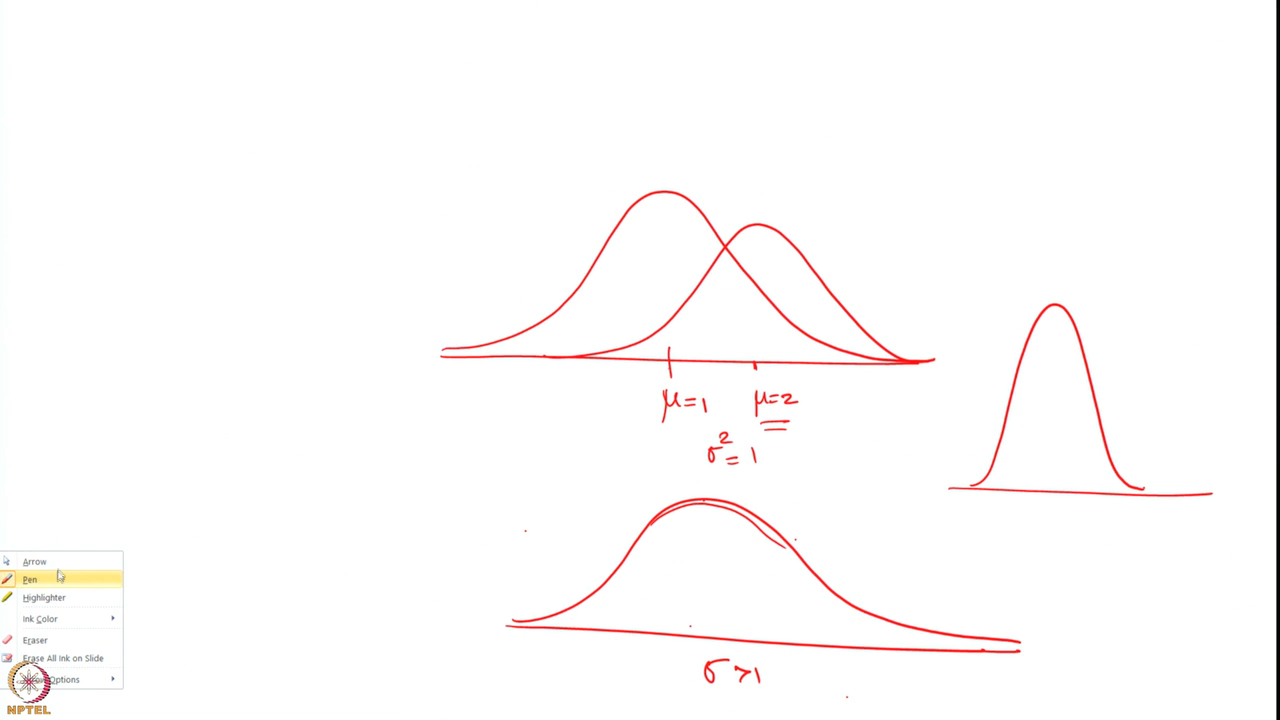 μ=1 μ=2
σ²=1
σ>1
Arrow
Pen
Highlighter
Ink Color
Eraser
Erase All Ink on Slide
Options
NPTEL